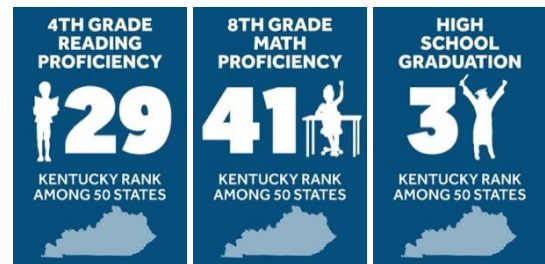 4TH GRADE
READING
PROFICIENCY
29
KENTUCKY RANK
AMONG 50 STATES
8TH GRADE
MATH
PROFICIENCY
41
KENTUCKY RANK
AMONG 50 STATES
HIGH
SCHOOL
GRADUATION
3
KENTUCKY RANK
AMONG 50 STATES